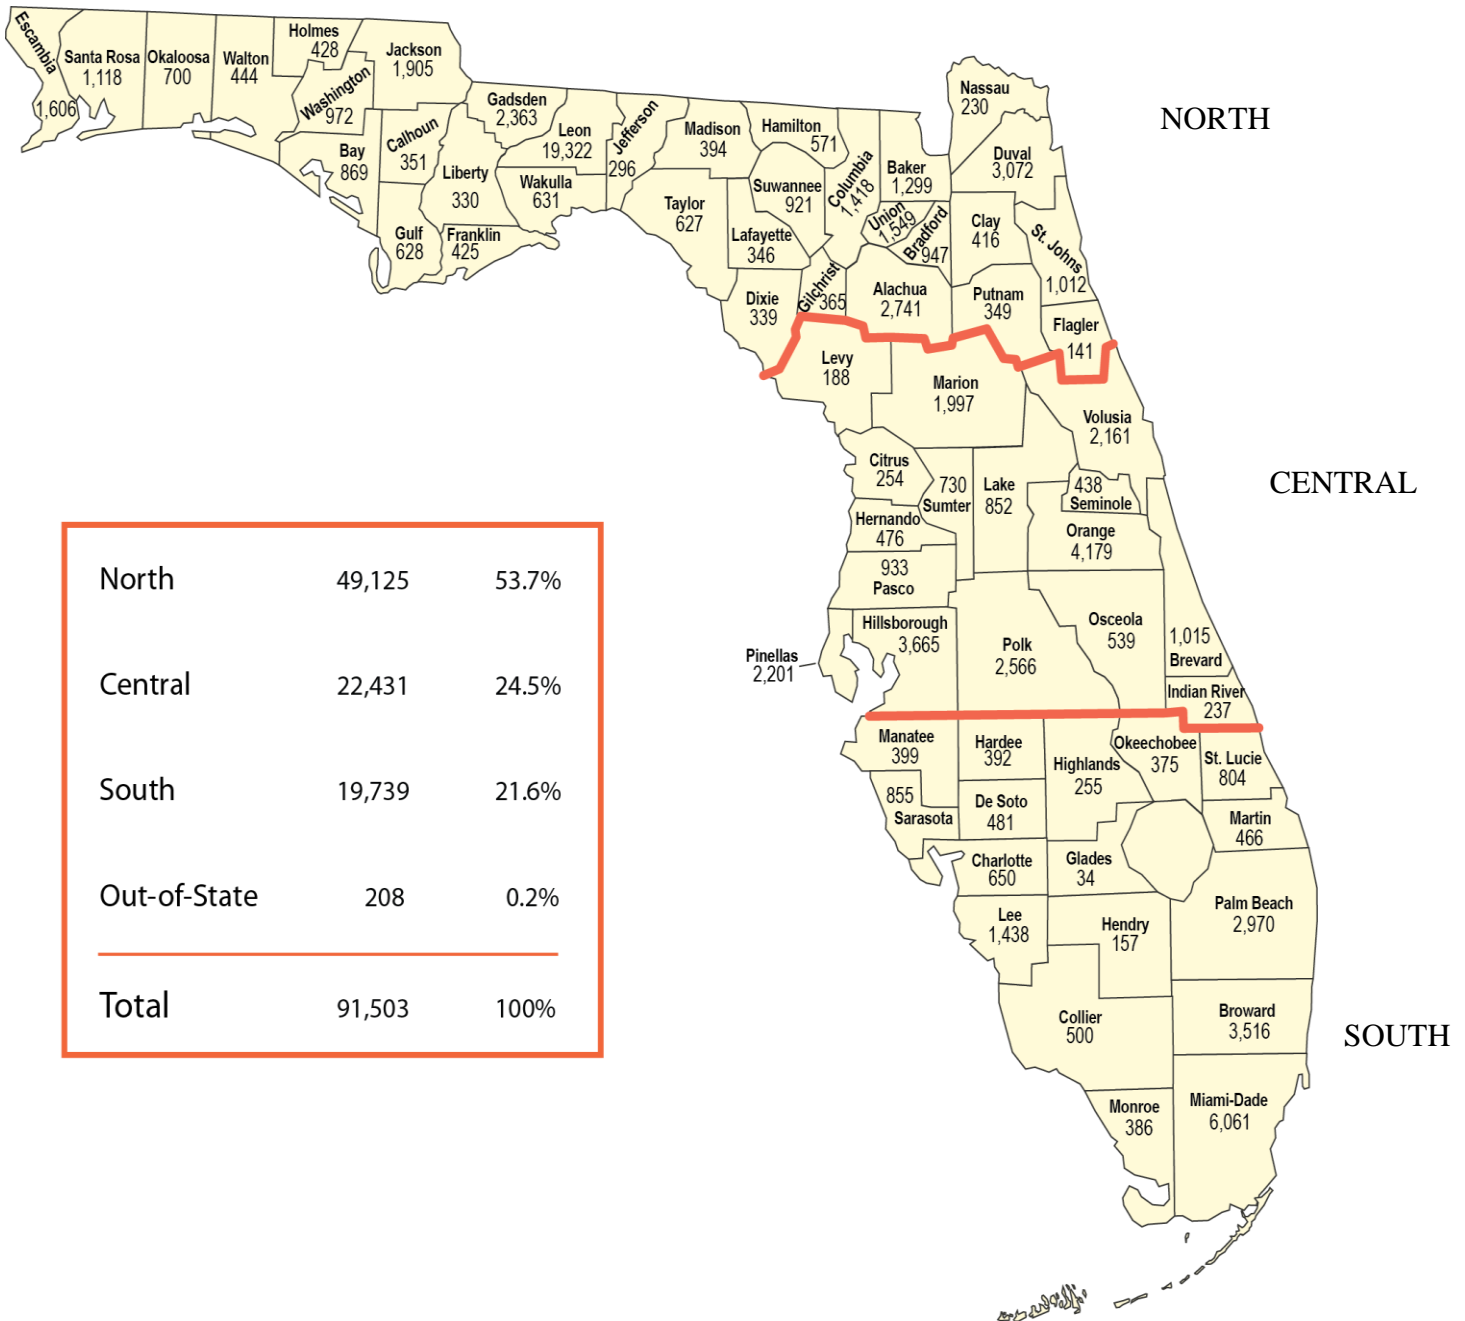 Escambia
1,606
Santa Rosa
1,118
Okaloosa
700
Walton
444
Holmes
428
Washington
972
Jackson
1,905
Bay
869
Calhoun
351
Gulf
628
Liberty
330
Franklin
425
Gadsden
2,363
Leon
19,322
Wakulla
631
Jefferson
296
Madison
394
Taylor
627
Hamilton
571
Suwannee
921
Lafayette
346
Dixie
339
Columbia
1,418
Gilchrist
365
Baker
1,299
Union
1,549
Bradford
947
Alachua
2,741
Nassau
230
Duval
3,072
Clay
416
St. Johns
1,012
Putnam
349
Flagler
141
NORTH
Levy
188
Marion
1,997
Volusia
2,161
Citrus
254
730
Sumter
Lake
852
438
Seminole
Orange
4,179
Hernando
476
933
Pasco
Hillsborough
3,665
Pinellas
2,201
Polk
2,566
Osceola
539
1,015
Brevard
Indian River
237
CENTRAL
Manatee
399
Hardee
392
Highlands
255
Okeechobee
375
St. Lucie
804
855
Sarasota
De Soto
481
Martin
466
Charlotte
650
Glades
34
Lee
1,438
Hendry
157
Palm Beach
2,970
Collier
500
Broward
3,516
Monroe
386
Miami-Dade
6,061
SOUTH
North 49,125 53.7%
Central 22,431 24.5%
South 19,739 21.6%
Out-of-State 208 0.2%
Total 91,503 100%